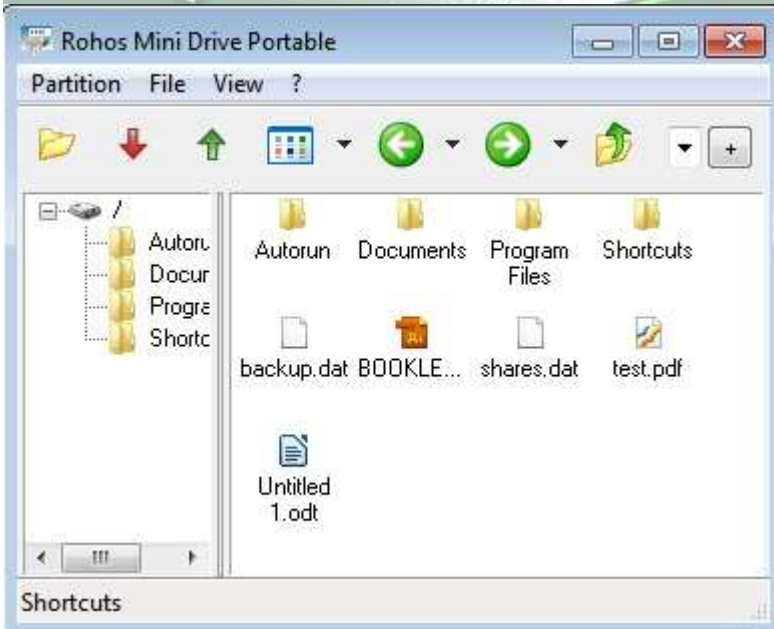 Rohos Mini Drive Portable
Partition File View ?
+
/
Autoru
Docur
Progra
Shortc
Autorun Documents Program Files Shortcuts
backup.dat BOOKLE... shares.dat test.pdf
Untitled
1.odt
Shortcuts